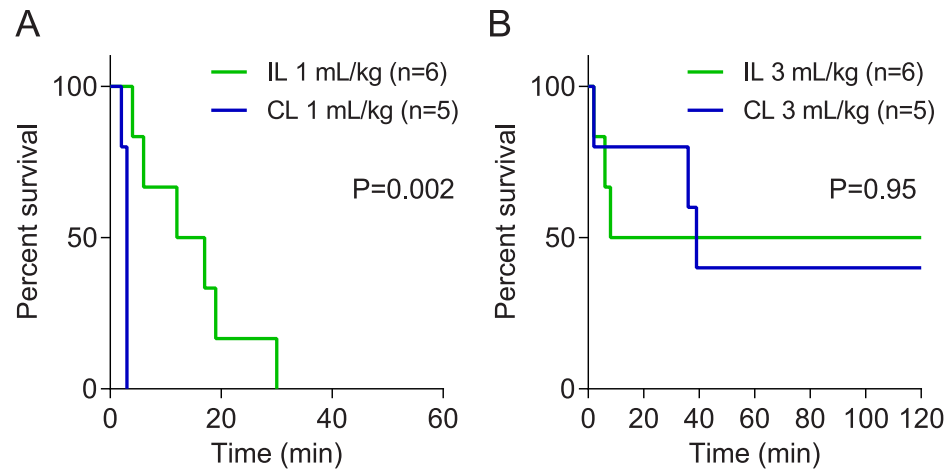 A
IL 1 mL/kg (n=6)
CL 1 mL/kg (n=5)
P=0.002
Percent survival
100
50
0
0 20 40 60
Time (min)
B
IL 3 mL/kg (n=6)
CL 3 mL/kg (n=5)
P=0.95
Percent survival
100
50
0
0 20 40 60 80 100 120
Time (min)